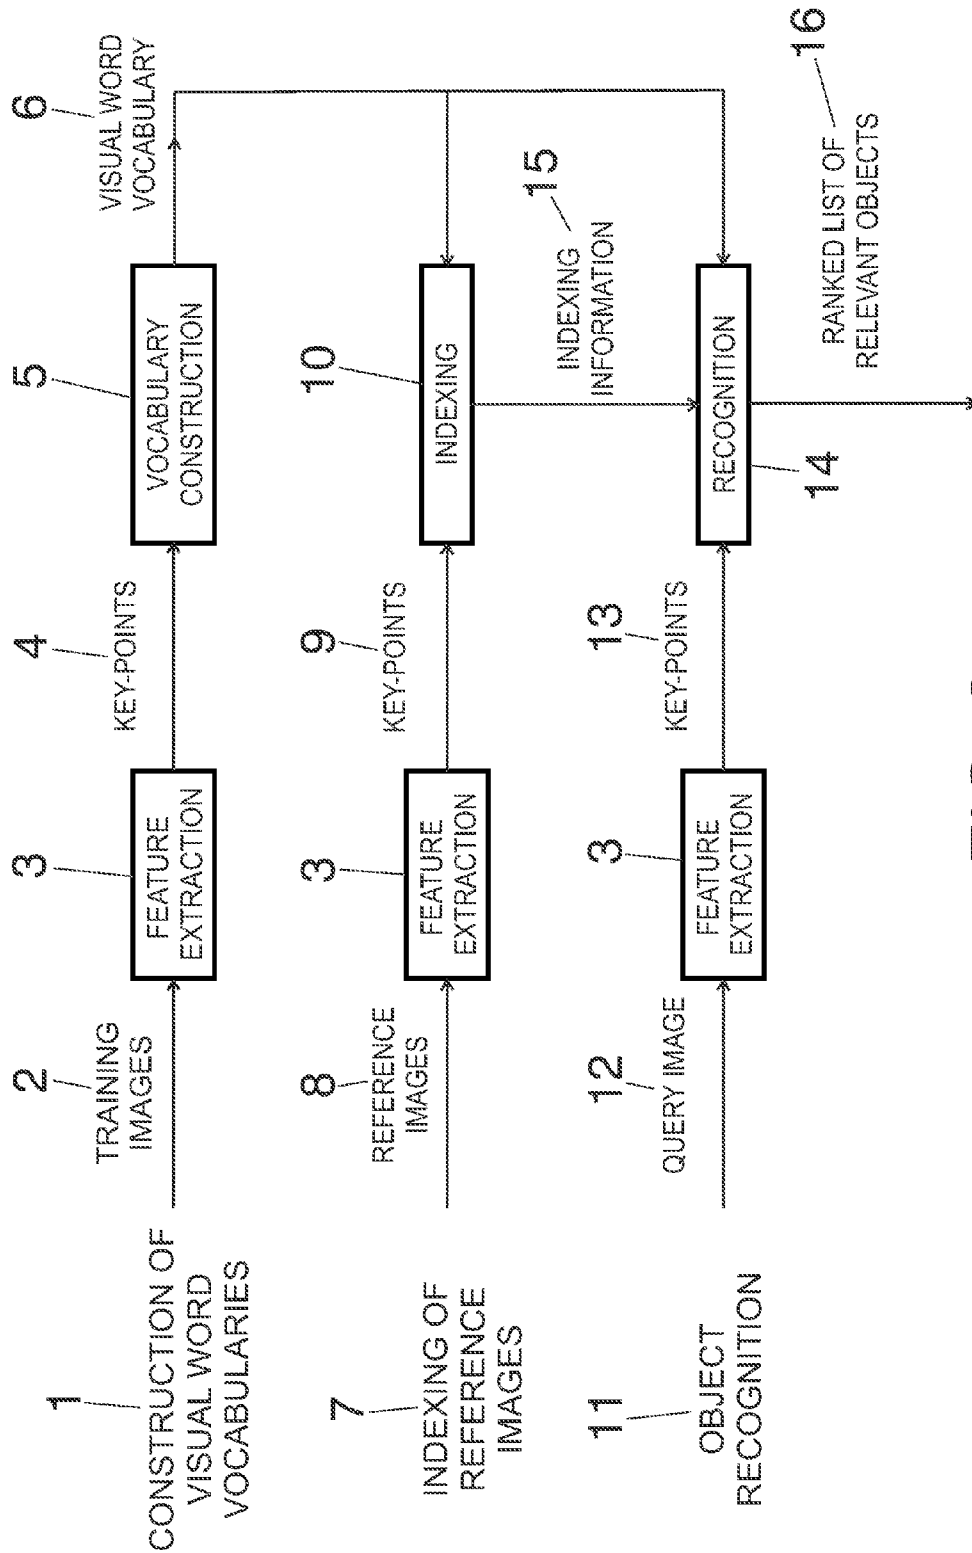 1
CONSTRUCTION OF
VISUAL WORD
VOCABULARIES
2
TRAINING
IMAGES
3
FEATURE
EXTRACTION
4
KEY-POINTS
5
VOCABULARY
CONSTRUCTION
6
VISUAL WORD
VOCABULARY
7
INDEXING OF
REFERENCE
IMAGES
8
REFERENCE
IMAGES
3
FEATURE
EXTRACTION
9
KEY-POINTS
10
INDEXING
15
INDEXING
INFORMATION
11
OBJECT
RECOGNITION
12
QUERY IMAGE
3
FEATURE
EXTRACTION
13
KEY-POINTS
14
RECOGNITION
16
RANKED LIST OF
RELEVANT OBJECTS